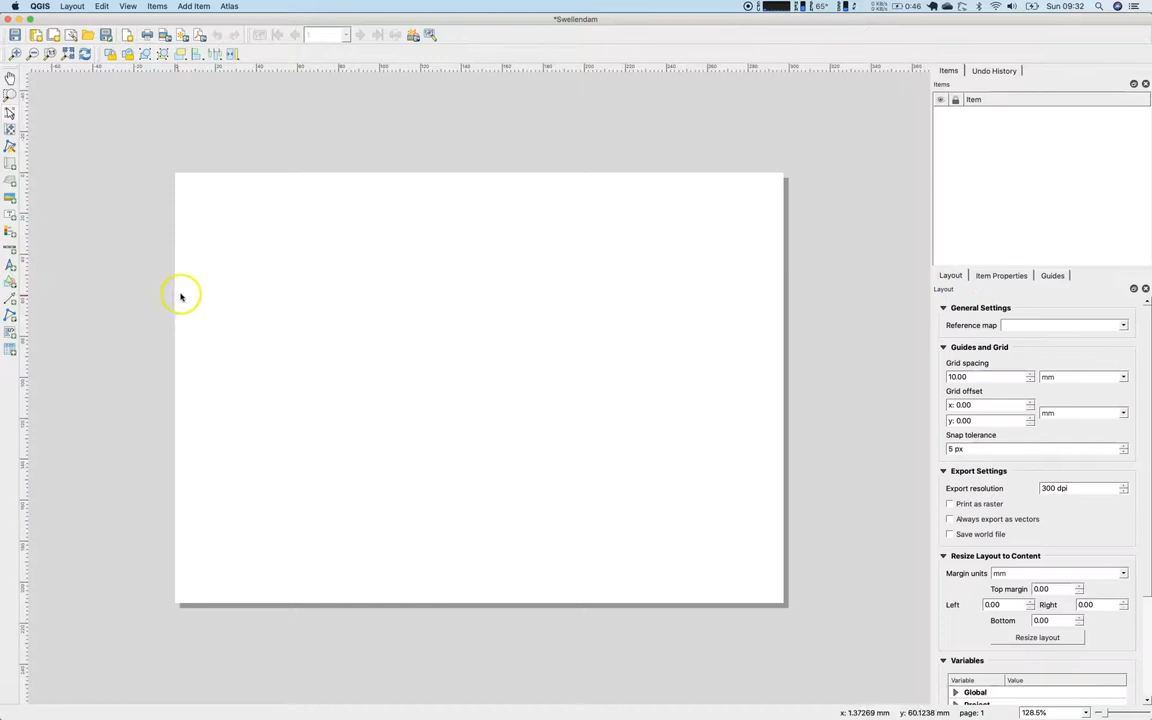 QGIS Layout Edit View Items Add Item Atlas
65° 0:46 Sun 09:32
*Swellendam
1
Items Undo History
Items
Item
Layout Item Properties Guides
Layout
General Settings
Reference map
Guides and Grid
Grid spacing
10.00 mm
Grid offset
x: 0.00
mm
y: 0.00
Snap tolerance
5 px
Export Settings
Export resolution 300 dpi
Print as raster
Always export as vectors
Save world file
Resize Layout to Content
Margin units mm
Top margin 0.00
Left 0.00 Right 0.00
Bottom 0.00
Resize layout
Variables
Variable Value
Global
Project
x: 1.37269 mm y: 60.1238 mm page: 1 128.5%